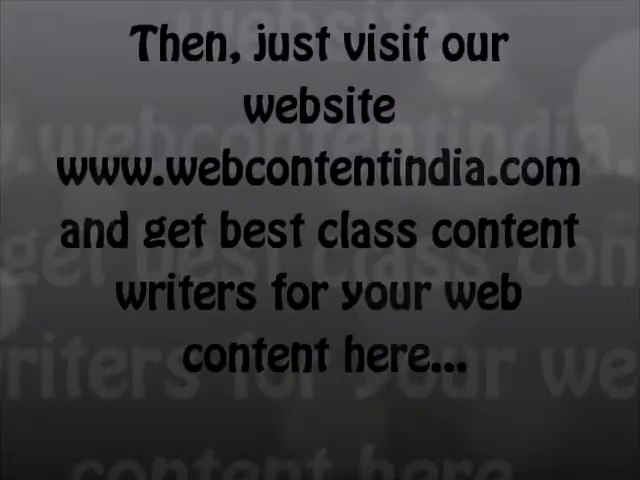 Then, just visit our
website
www.webcontentindia.com
and get best class content
writers for your web
content here...